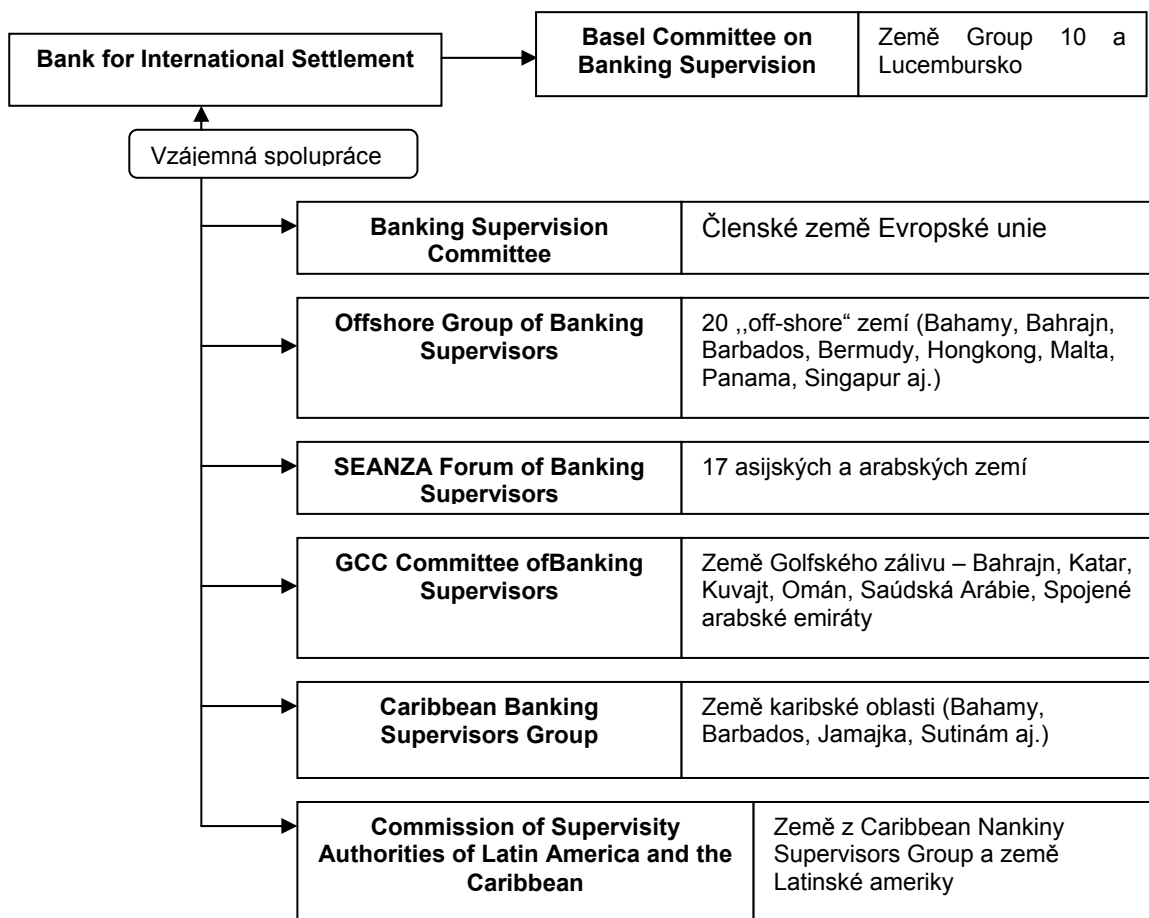 Bank for International Settlement
Basel Committee on
Banking Supervision
Země Group 10 a
Lucembursko
Vzájemná spolupráce
Banking Supervision
Committee
Členské země Evropské unie
Offshore Group of Banking
Supervisors
20 ,,off-shore“ zemí (Bahamy, Bahrajn,
Barbados, Bermudy, Hongkong, Malta,
Panama, Singapur aj.)
SEANZA Forum of Banking
Supervisors
17 asijských a arabských zemí
GCC Committee ofBanking
Supervisors
Země Golfského zálivu – Bahrajn, Katar,
Kuvajt, Omán, Saúdská Arábie, Spojené
arabské emiráty
Caribbean Banking
Supervisors Group
Země karibské oblasti (Bahamy,
Barbados, Jamajka, Sutinám aj.)
Commission of Supervisity
Authorities of Latin America and the
Caribbean
Země z Caribbean Nankiny
Supervisors Group a země
Latinské ameriky